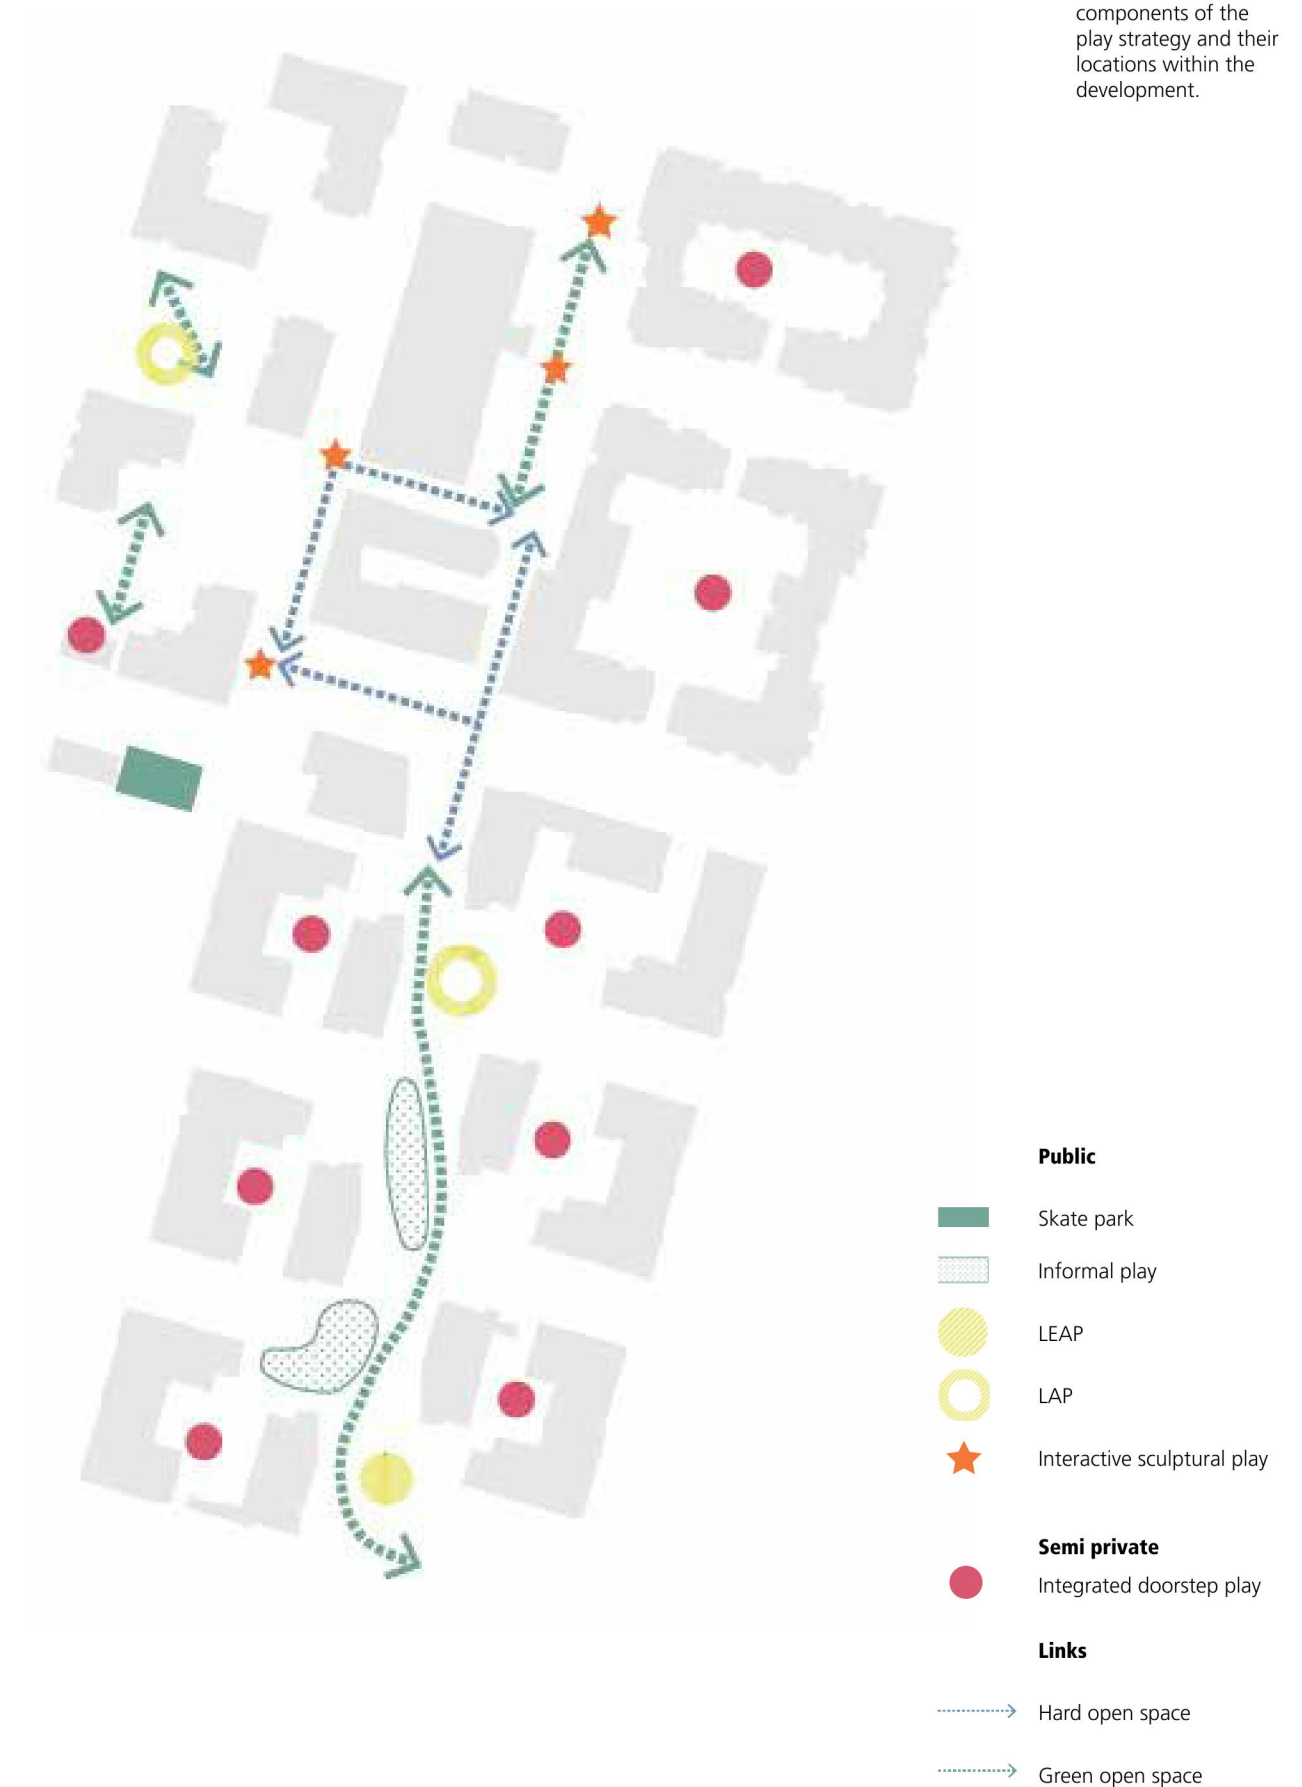 components of the
play strategy and their
locations within the
development.
Public
Skate park
Informal play
LEAP
LAP
Interactive sculptural play
Semi private
Integrated doorstep play
Links
Hard open space
Green open space